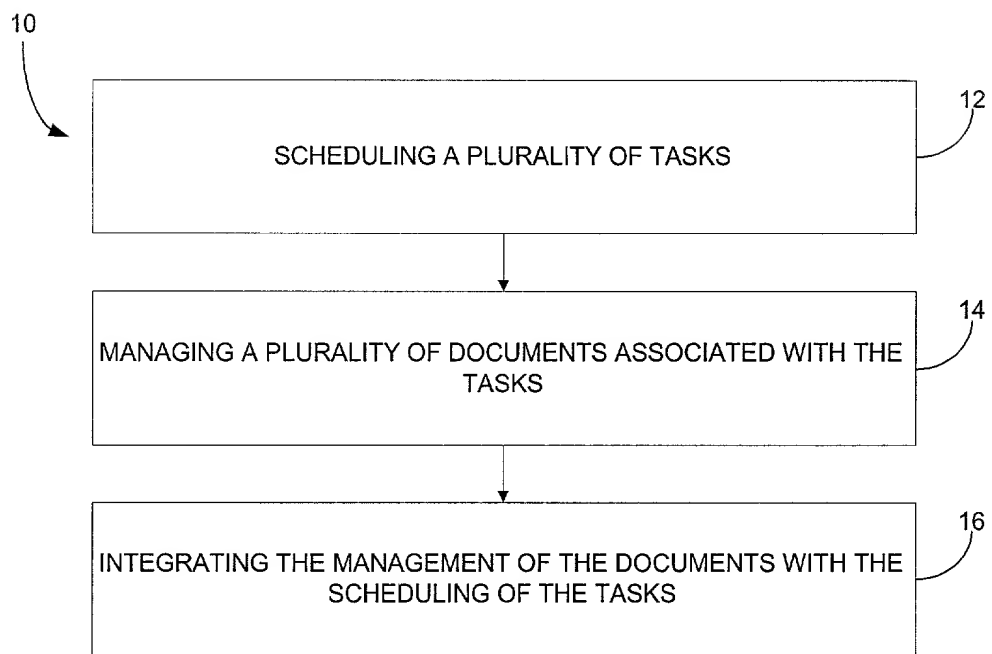 10
12
SCHEDULING A PLURALITY OF TASKS
14
MANAGING A PLURALITY OF DOCUMENTS ASSOCIATED WITH THE
TASKS
16
INTEGRATING THE MANAGEMENT OF THE DOCUMENTS WITH THE
SCHEDULING OF THE TASKS